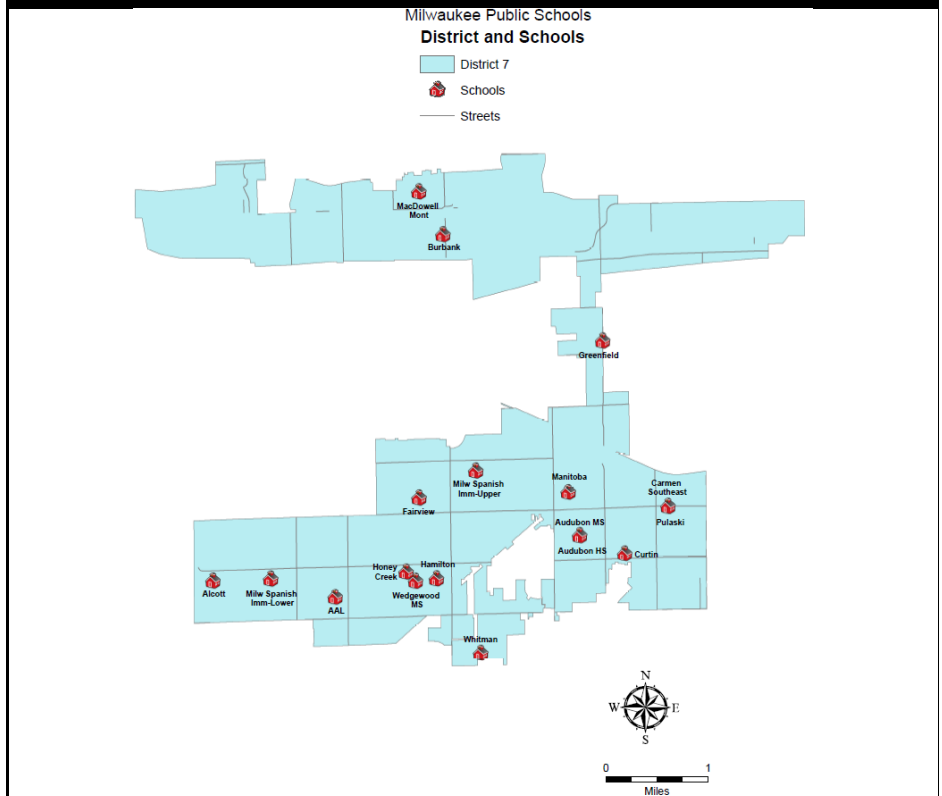 Milwaukee Public Schools
District and Schools
District 7
Schools
Streets
MacDowell
Mont
Burbank
Greenfield
Milw Spanish
Imm-Upper
Manitoba
Carmen
Southeast
Fairview
Pulaski
Audubon MS
Audubon HS
Curtin
Honey
Creek
Hamilton
Alcott
Milw Spanish
Imm-Lower
AAL
Wedgewood
MS
Whitman
N
W
E
S
0 1
Miles